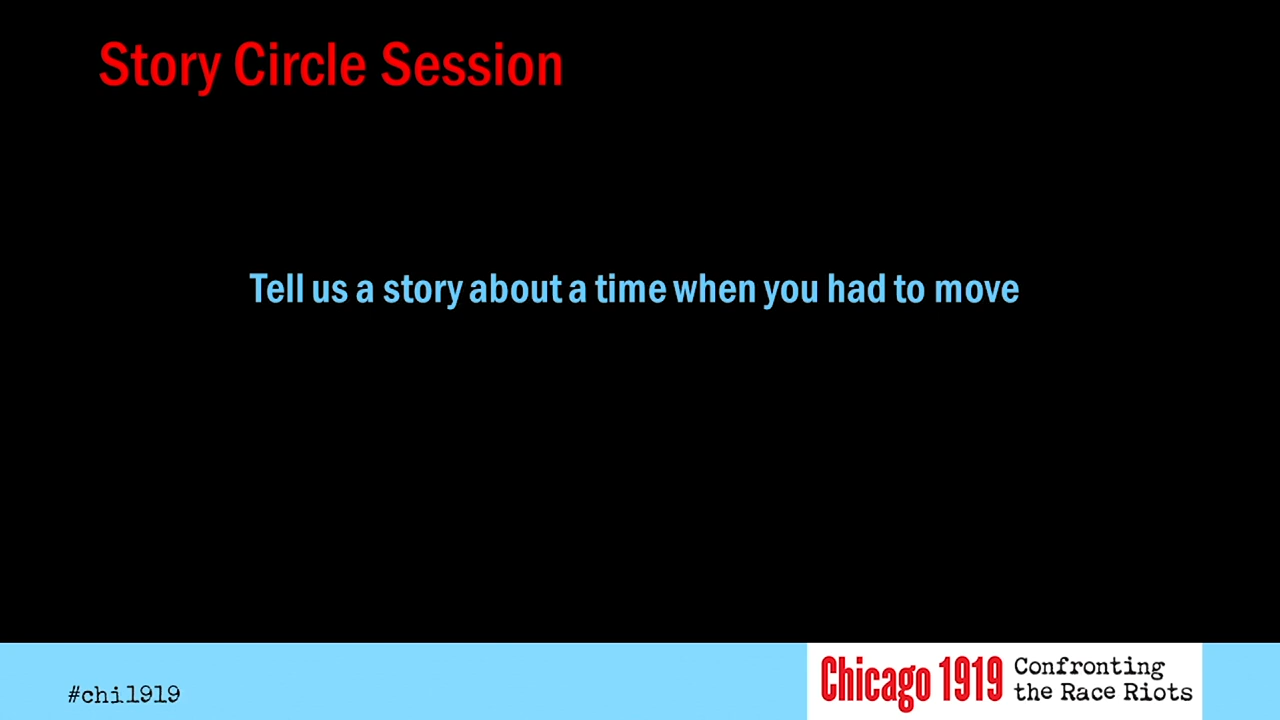 Story Circle Session
Tell us a story about a time when you had to move
#chi1919
Chicago 1919 Confronting
the Race Riots